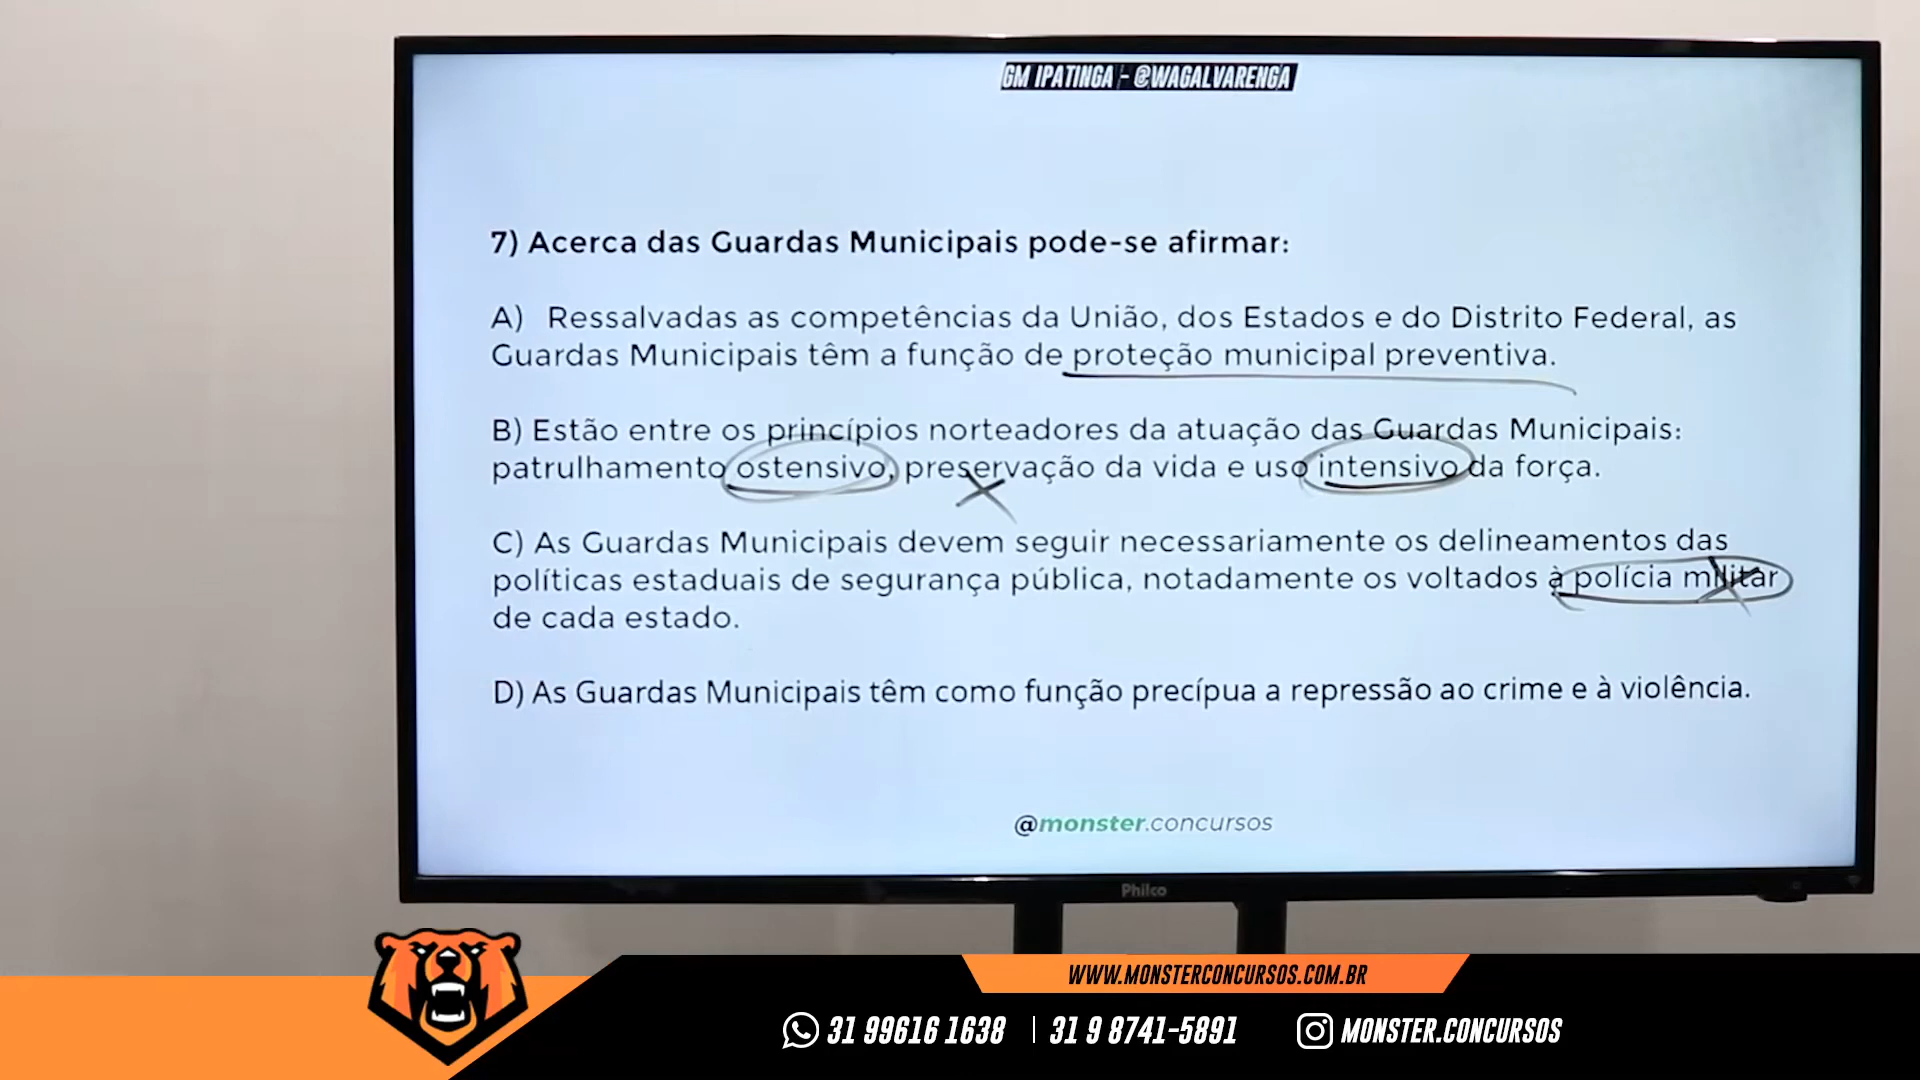 GM IPATINGA - @WAGALVARENGA
7) Acerca das Guardas Municipais pode-se afirmar:
A) Ressalvadas as competências da União, dos Estados e do Distrito Federal, as
Guardas Municipais têm a função de proteção municipal preventiva.
B) Estão entre os princípios norteadores da atuação das Guardas Municipais:
patrulhamento ostensivo, preservação da vida e uso intensivo da força.
C) As Guardas Municipais devem seguir necessariamente os delineamentos das
políticas estaduais de segurança pública, notadamente os voltados à polícia militar
de cada estado.
D) As Guardas Municipais têm como função precípua a repressão ao crime e à violência.
@monster.concursos
Philco
WWW.MONSTERCONCURSOS.COM.BR
31 99616 1638 | 31 9 8741-5891 MONSTER.CONCURSOS